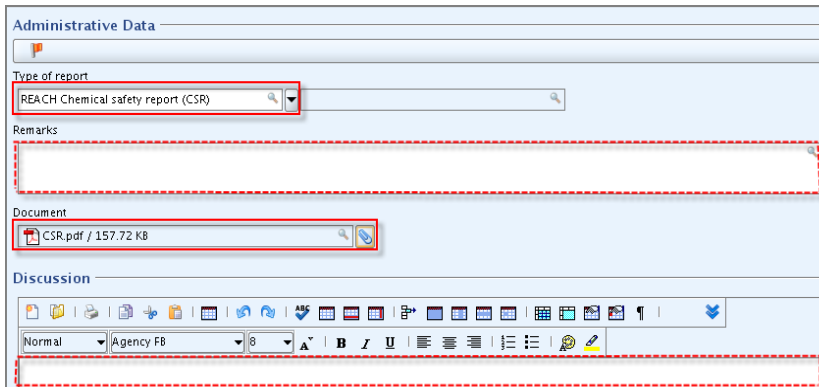 Administrative Data
Type of report
REACH Chemical safety report (CSR)
Remarks
Document
CSR.pdf / 157.72 KB
Discussion
ABC
Normal Agency FB 8 A B I U